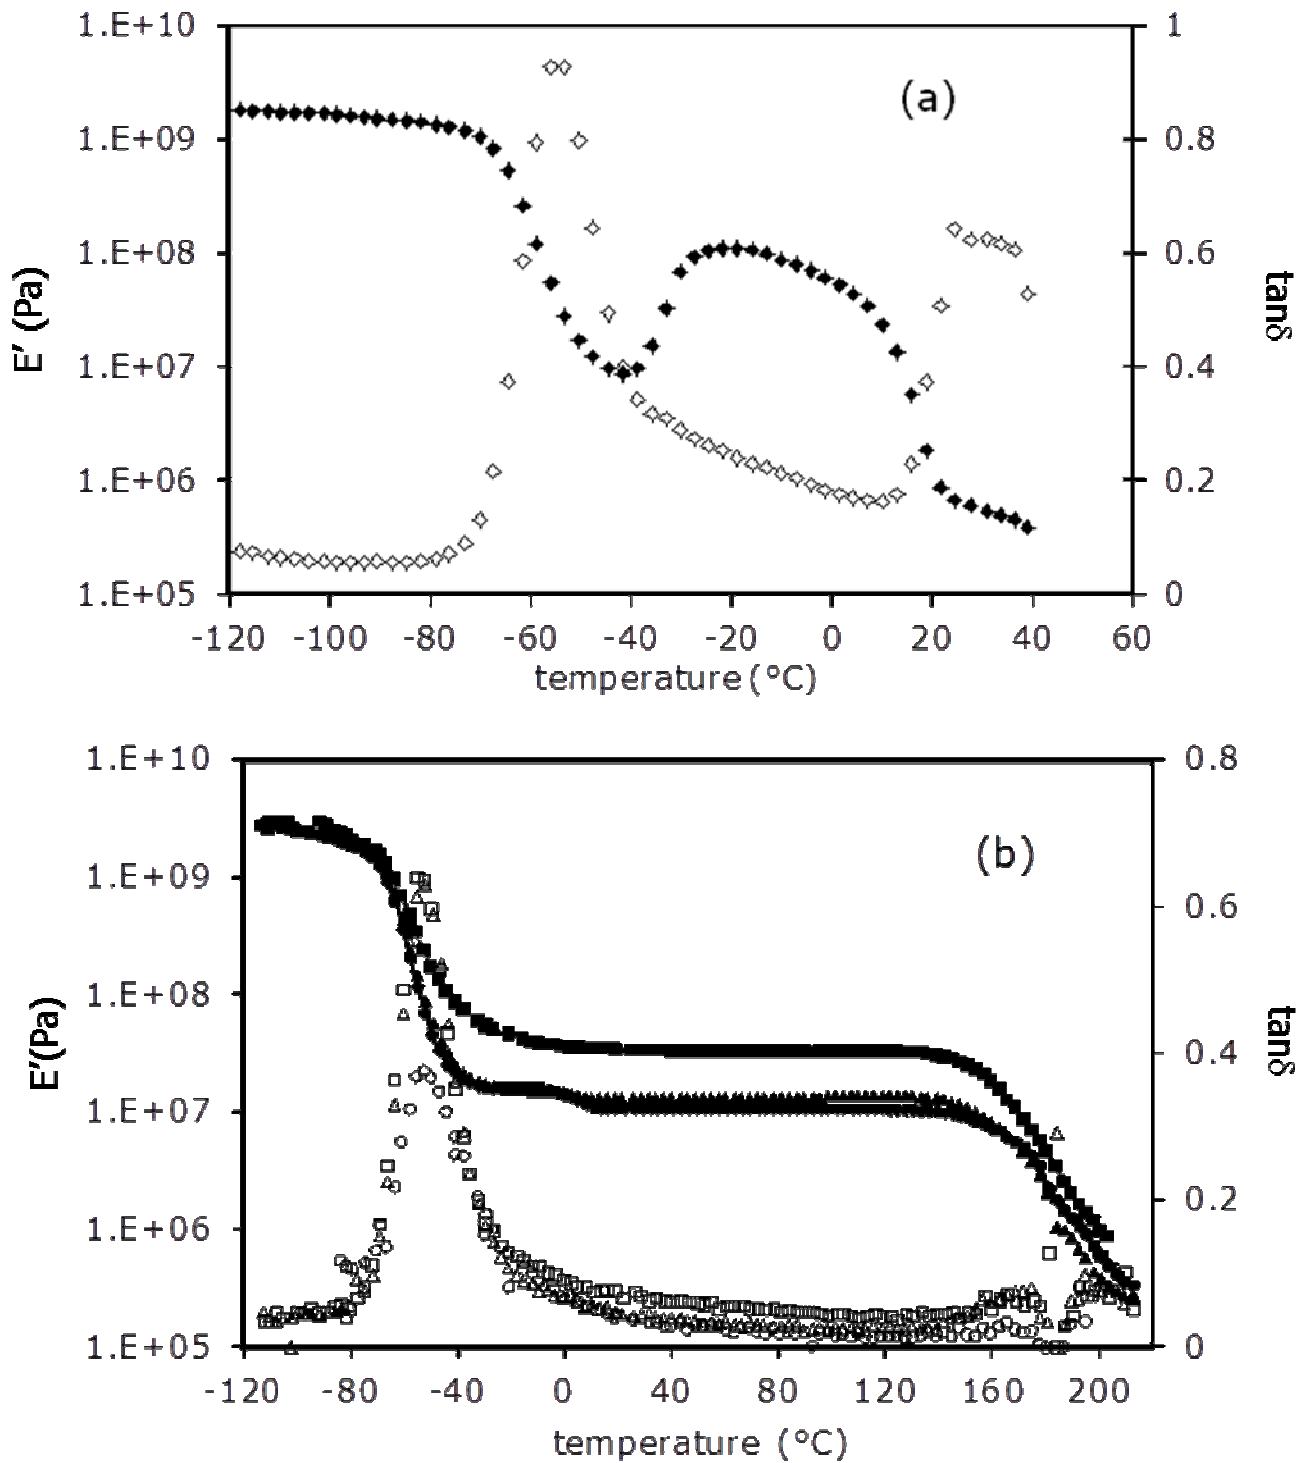 1.E+10
1.E+09
1.E+08
1.E+07
1.E+06
1.E+05
E′ (Pa)
(a)
1
0.8
0.6
0.4
0.2
0
tanδ
-120 -100 -80 -60 -40 -20 0 20 40 60
temperature (°C)
1.E+10
1.E+09
1.E+08
1.E+07
1.E+06
1.E+05
E′(Pa)
(b)
0.8
0.6
0.4
0.2
0
tanδ
-120 -80 -40 0 40 80 120 160 200
temperature (°C)